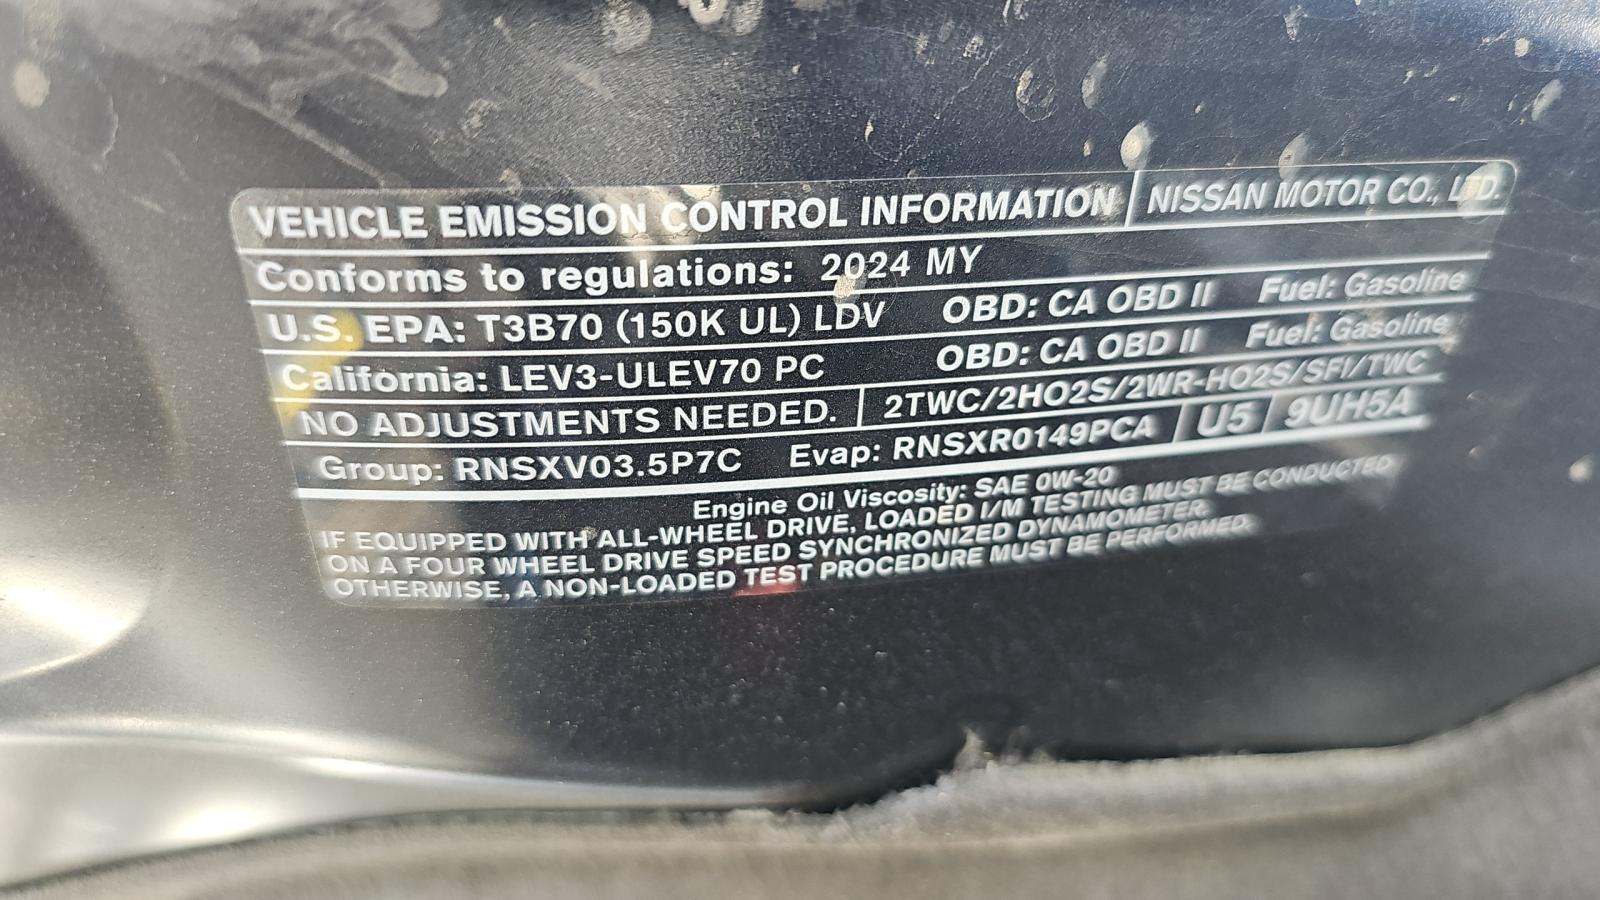 VEHICLE EMISSION CONTROL INFORMATION NISSAN MOTOR CO., LTD.
Conforms to regulations: 2024 MY
U.S. EPA: T3B70 (150K UL) LDV OBD: CA OBD II Fuel: Gasoline
California: LEV3-ULEV70 PC OBD: CA OBD II Fuel: Gasoline
NO ADJUSTMENTS NEEDED. 2TWC/2HO2S/2WR-HO2S/SFI/TWC
Group: RNSXV03.5P7C Evap: RNSXR0149PCA U5 9UH5A
Engine Oil Viscosity: SAE 0W-20
IF EQUIPPED WITH ALL-WHEEL DRIVE, LOADED I/M TESTING MUST BE CONDUCTED
ON A FOUR WHEEL DRIVE SPEED SYNCHRONIZED DYNAMOMETER.
OTHERWISE, A NON-LOADED TEST PROCEDURE MUST BE PERFORMED.